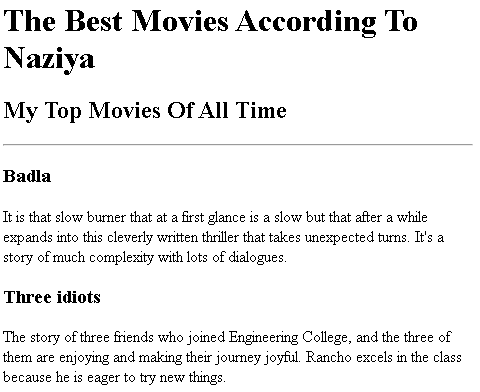 The Best Movies According To
Naziya
My Top Movies Of All Time
Badla
It is that slow burner that at a first glance is a slow but that after a while
expands into this cleverly written thriller that takes unexpected turns. It's a
story of much complexity with lots of dialogues.
Three idiots
The story of three friends who joined Engineering College, and the three of
them are enjoying and making their journey joyful. Rancho excels in the class
because he is eager to try new things.